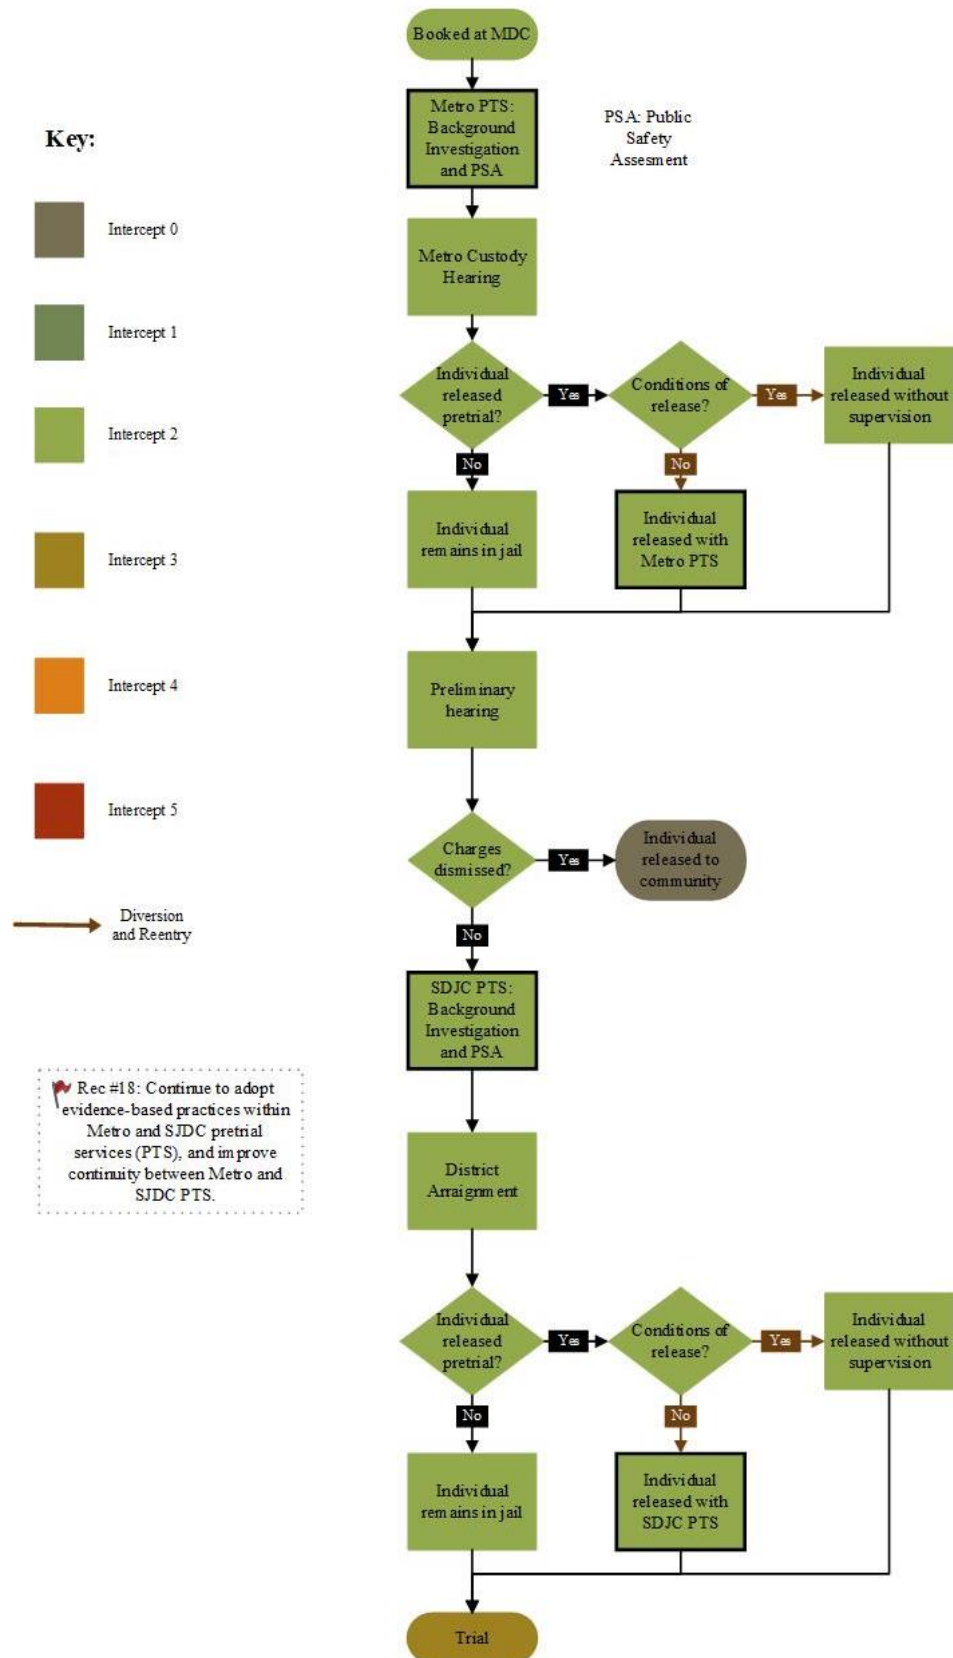 Booked at MDC
Metro PTS:
Background
Investigation
and PSA
PSA: Public
Safety
Assesment
Key:
Intercept 0
Intercept 1
Intercept 2
Intercept 3
Intercept 4
Intercept 5
Diversion
and Reentry
Rec #18: Continue to adopt
evidence-based practices within
Metro and SJDC pretrial
services (PTS), and improve
continuity between Metro and
SJDC PTS.
Metro Custody
Hearing
Individual
released
pretrial?
Yes
Conditions of
release?
Yes
Individual
released without
supervision
No
No
Individual
remains in jail
Individual
released with
Metro PTS
Preliminary
hearing
Charges
dismissed?
Yes
Individual
released to
community
No
SDJC PTS:
Background
Investigation
and PSA
District
Arraignment
Individual
released
pretrial?
Yes
Conditions of
release?
Yes
Individual
released without
supervision
No
No
Individual
remains in jail
Individual
released with
SDJC PTS
Trial